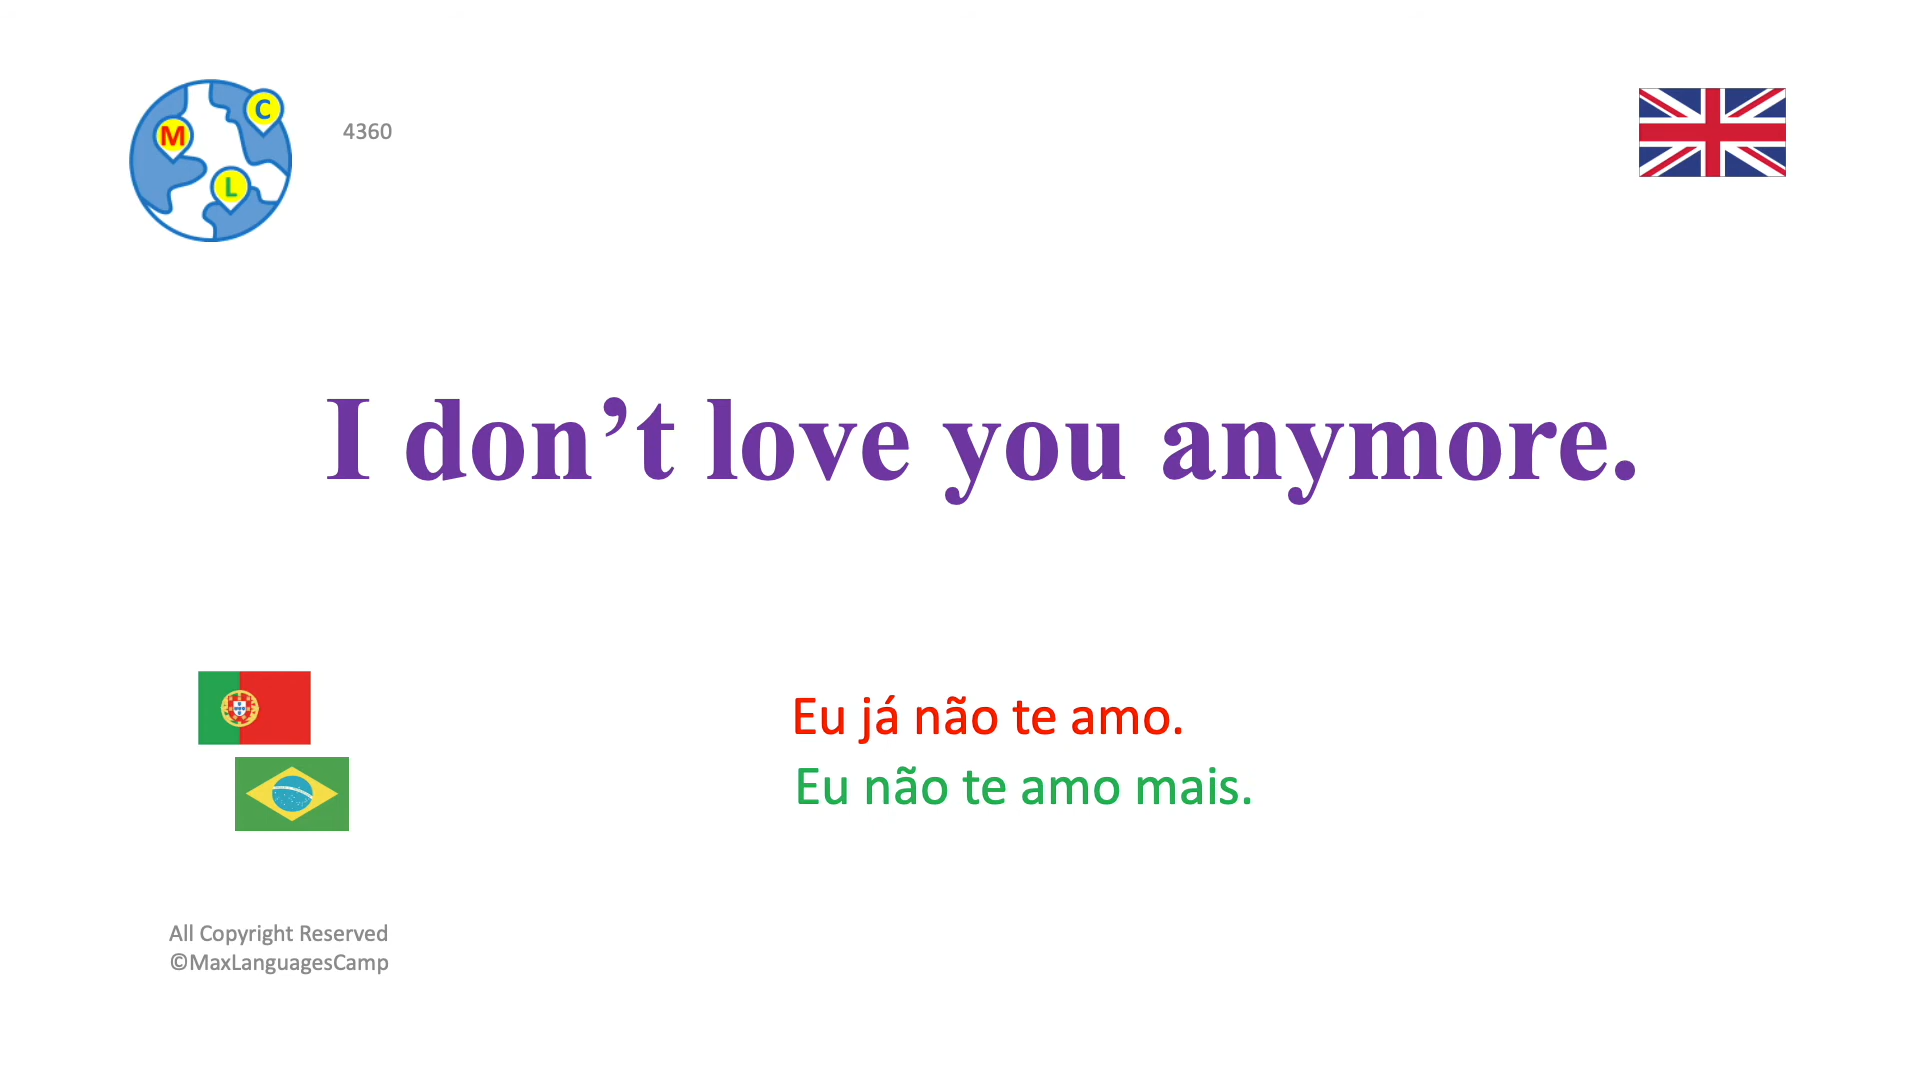 C
M
L
4360
I don’t love you anymore.
Eu já não te amo.
Eu não te amo mais.
All Copyright Reserved
©MaxLanguagesCamp